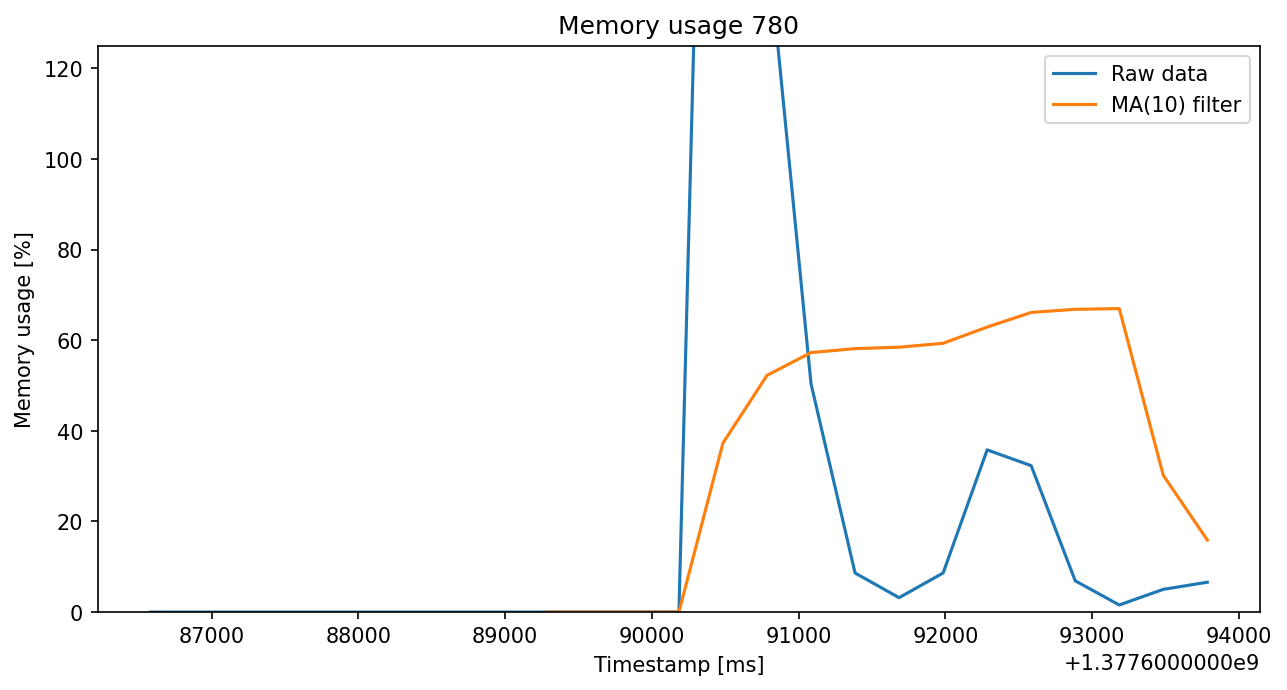 Memory usage 780
Raw data
MA(10) filter
Memory usage [%]
120
100
80
60
40
20
0
87000 88000 89000 90000 91000 92000 93000 94000
Timestamp [ms]
+1.3776000000e9